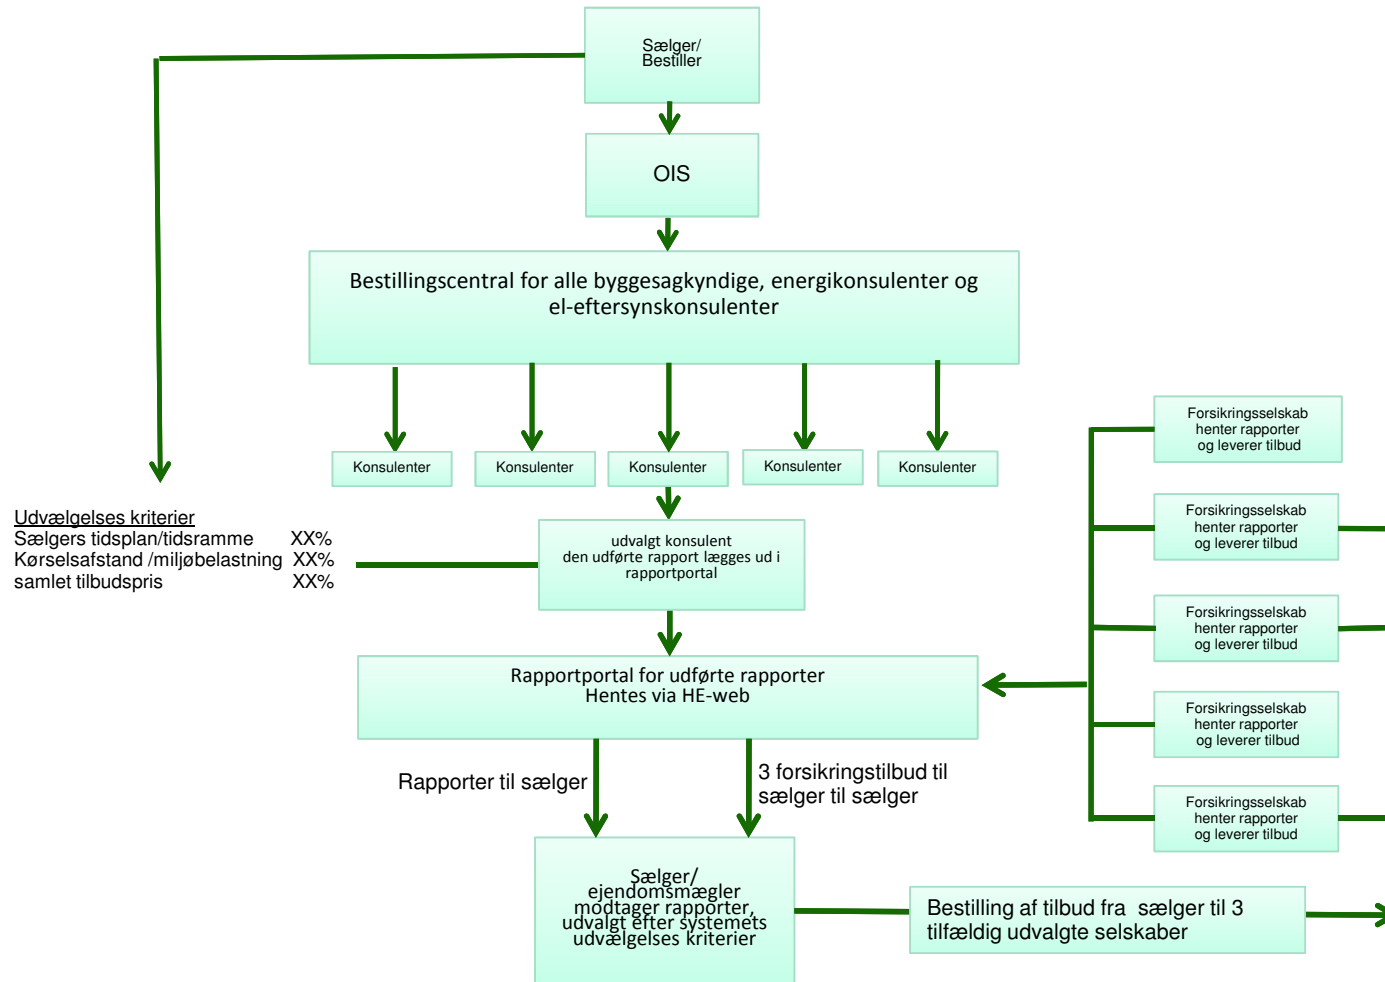 Sælger/
Bestiller
OIS
Bestillingscentral for alle byggesagkyndige, energikonsulenter og
el-eftersynskonsulenter
Konsulenter
Konsulenter
Konsulenter
Konsulenter
Konsulenter
Udvælgelses kriterier
Sælgers tidsplan/tidsramme XX%
Kørselsafstand /miljøbelastning XX%
samlet tilbudspris XX%
udvalgt konsulent
den udførte rapport lægges ud i
rapportportal
Rapportportal for udførte rapporter
Hentes via HE-web
Forsikringsselskab
henter rapporter
og leverer tilbud
Forsikringsselskab
henter rapporter
og leverer tilbud
Forsikringsselskab
henter rapporter
og leverer tilbud
Forsikringsselskab
henter rapporter
og leverer tilbud
Forsikringsselskab
henter rapporter
og leverer tilbud
Rapporter til sælger
3 forsikringstilbud til
sælger til sælger
Sælger/
ejendomsmægler
modtager rapporter,
udvalgt efter systemets
udvælgelses kriterier
Bestilling af tilbud fra sælger til 3
tilfældig udvalgte selskaber